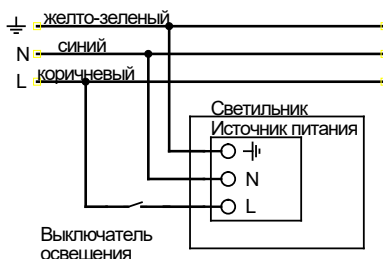 желто-зеленый
N синий
L коричневый
Светильник
Источник питания
N
L
Выключатель
освещения